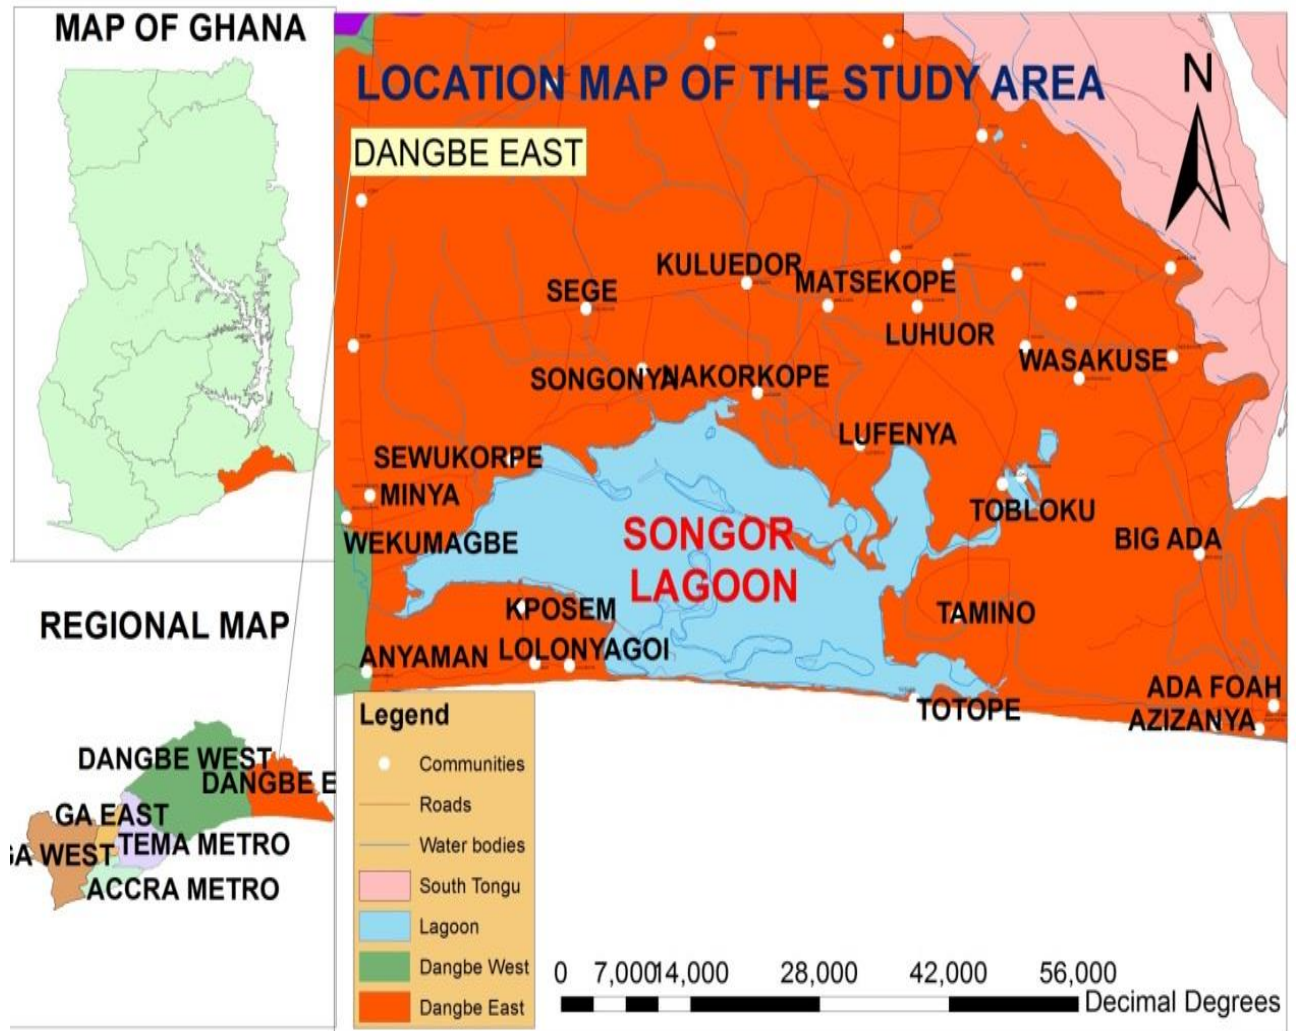 MAP OF GHANA
LOCATION MAP OF THE STUDY AREA
N
DANGBE EAST
KULUEDOR
MATSEKOPE
SEGE
LUHUOR
WASAKUSE
SONGONYA
NAKORKOPE
LUFENYA
SEWUKORPE
MINYA
TOBLOKU
WEKUMAGBE
SONGOR
LAGOON
BIG ADA
KPOSEM
TAMINO
ANYAMAN
LOLONYAGOI
TOTOPE
ADA FOAH
AZIZANYA
REGIONAL MAP
DANGBE WEST
DANGBE E
GA EAST
TEMA METRO
GA WEST
ACCRA METRO
Legend
Communities
Roads
Water bodies
South Tongu
Lagoon
Dangbe West
Dangbe East
0 7,000 14,000 28,000 42,000 56,000
Decimal Degrees